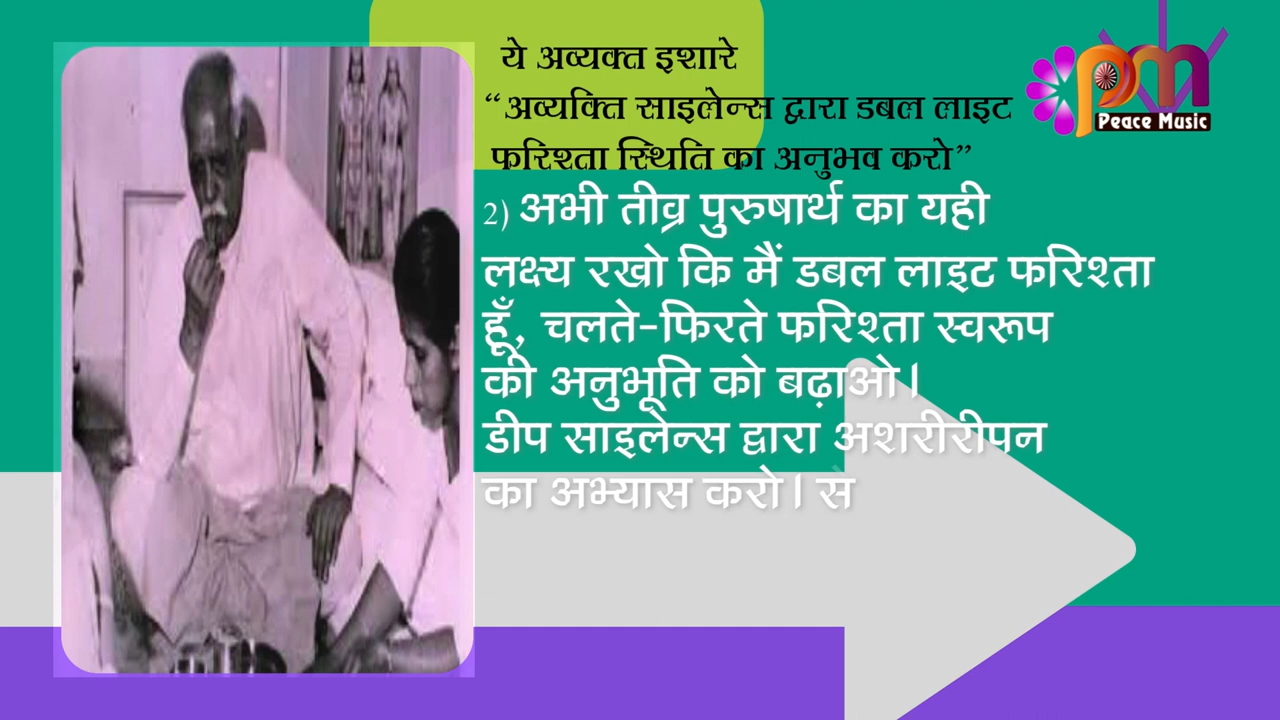 ये अव्यक्त इशारे
“अव्यक्ति साइलेन्स द्वारा डबल लाइट
फरिश्ता स्थिति का अनुभव करो”
2) अभी तीव्र पुरुषार्थ का यही
लक्ष्य रखो कि मैं डबल लाइट फरिश्ता
हूँ, चलते-फिरते फरिश्ता स्वरूप
की अनुभूति को बढ़ाओ।
डीप साइलेन्स द्वारा अशरीरीपन
का अभ्यास करो। से
pm
Peace Music